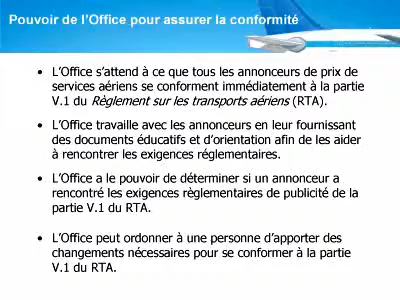 Pouvoir de l'Office pour assurer la conformité
• L'Office s'attend à ce que tous les annonceurs de prix de
services aériens se conforment immédiatement à la partie
V.1 du Règlement sur les transports aériens (RTA).
• L'Office travaille avec les annonceurs en leur fournissant
des documents éducatifs et d'orientation afin de les aider
à rencontrer les exigences réglementaires.
• L'Office a le pouvoir de déterminer si un annonceur a
rencontré les exigences règlementaires de publicité de la
partie V.1 du RTA.
• L'Office peut ordonner à une personne d'apporter des
changements nécessaires pour se conformer à la partie
V.1 du RTA.